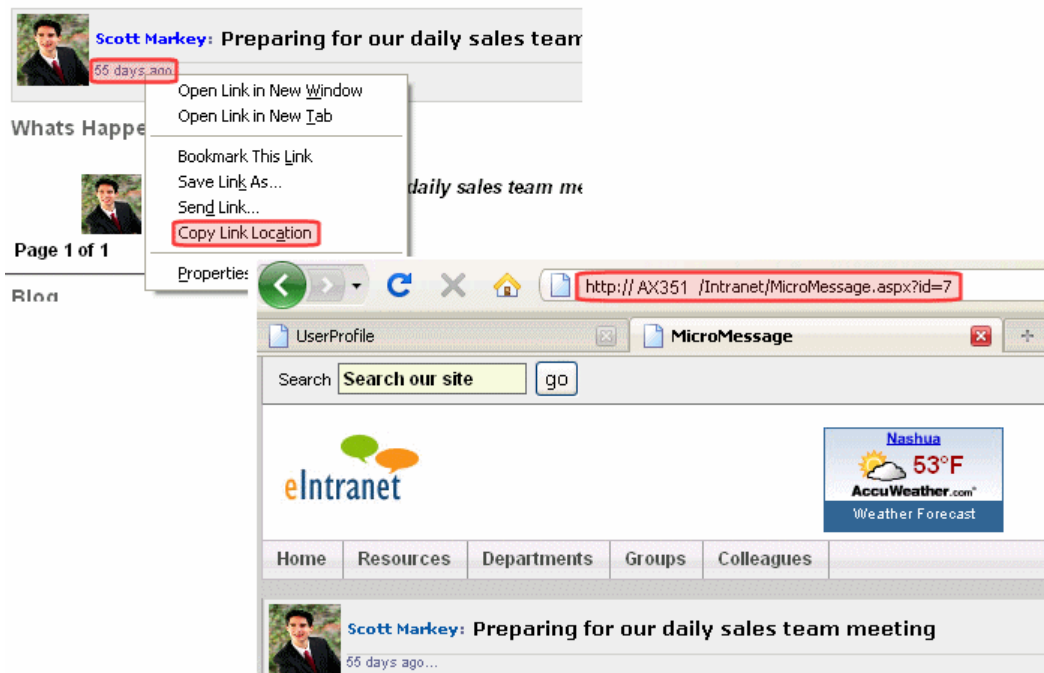 Scott Markey: Preparing for our daily sales team
55 days ago
Open Link in New Window
Open Link in New Tab
Whats Happe
Bookmark This Link
Save Link As...
daily sales team me
Send Link...
Copy Link Location
Page 1 of 1
Properties
Blog
http:// AX351 /Intranet/MicroMessage.aspx?id=7
UserProfile
MicroMessage
Search Search our site go
Nashua
53°F
eIntranet
AccuWeather.com
Weather Forecast
Home Resources Departments Groups Colleagues
Scott Markey: Preparing for our daily sales team meeting
55 days ago...